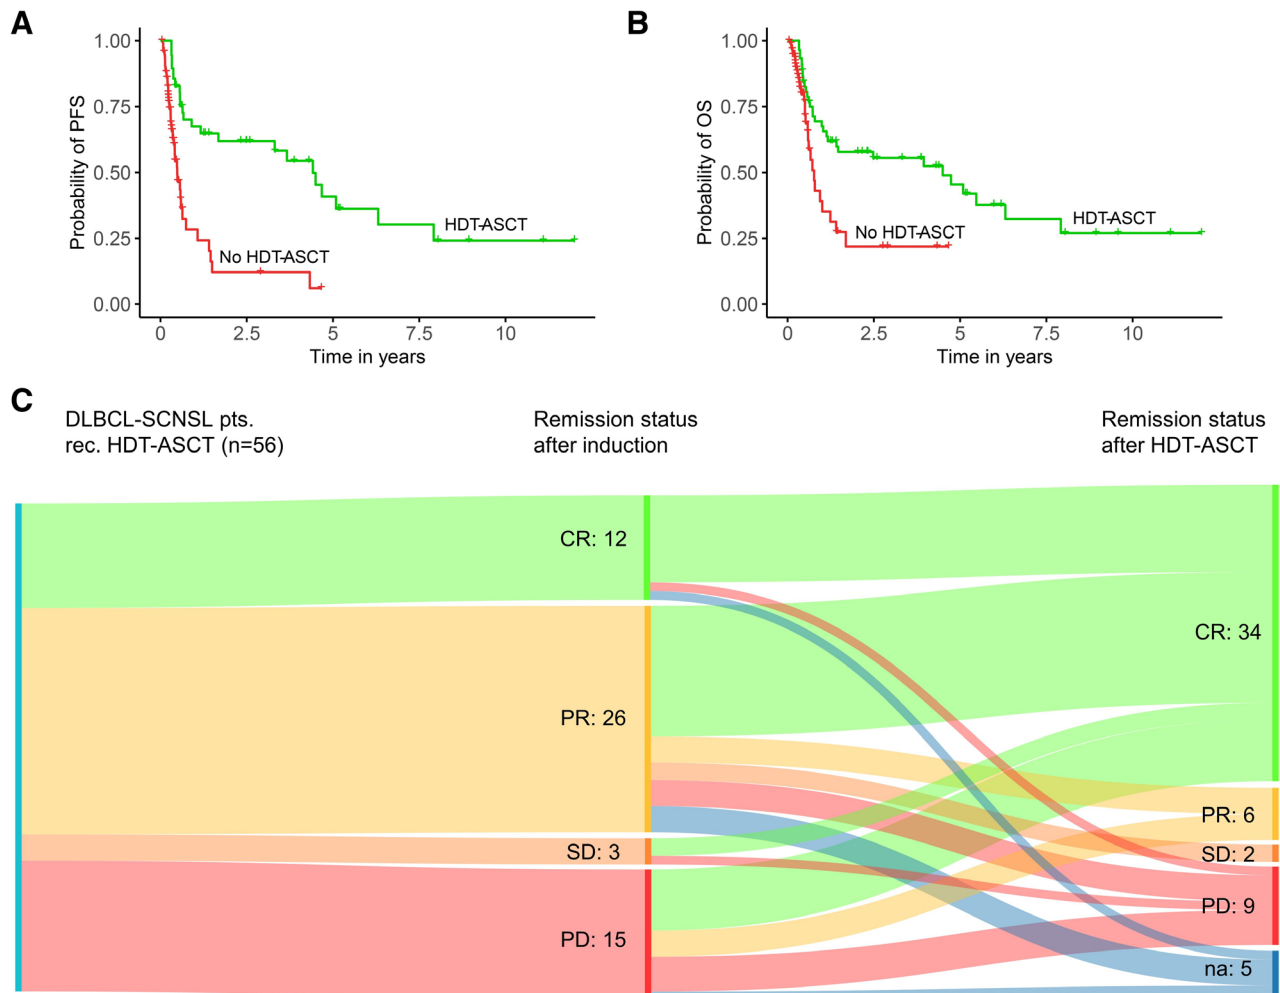 A
B
1.00
0.75
0.50
0.25
0.00
Probability of PFS
HDT-ASCT
No HDT-ASCT
0
2.5
5
7.5
10
Time in years
1.00
0.75
0.50
0.25
0.00
Probability of OS
HDT-ASCT
No HDT-ASCT
0
2.5
5
7.5
10
Time in years
C
DLBCL-SCNSL pts.
rec. HDT-ASCT (n=56)
Remission status
after induction
Remission status
after HDT-ASCT
CR: 12
PR: 26
SD: 3
PD: 15
CR: 34
PR: 6
SD: 2
PD: 9
na: 5